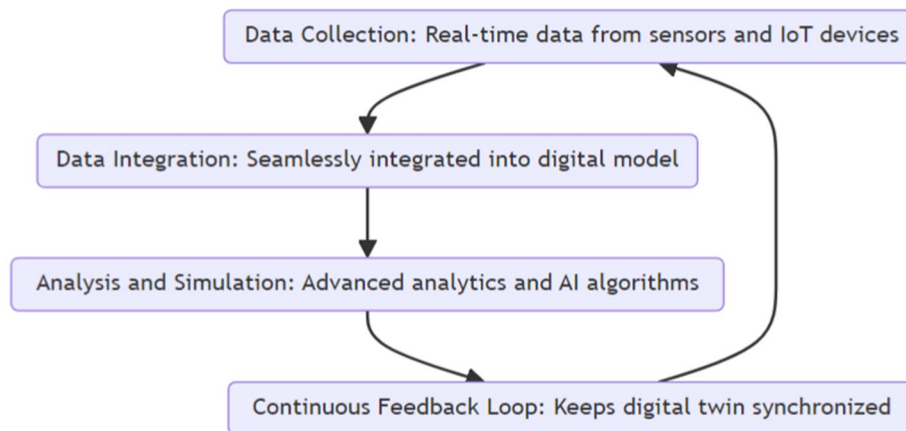 Data Collection: Real-time data from sensors and IoT devices
Data Integration: Seamlessly integrated into digital model
Analysis and Simulation: Advanced analytics and AI algorithms
Continuous Feedback Loop: Keeps digital twin synchronized